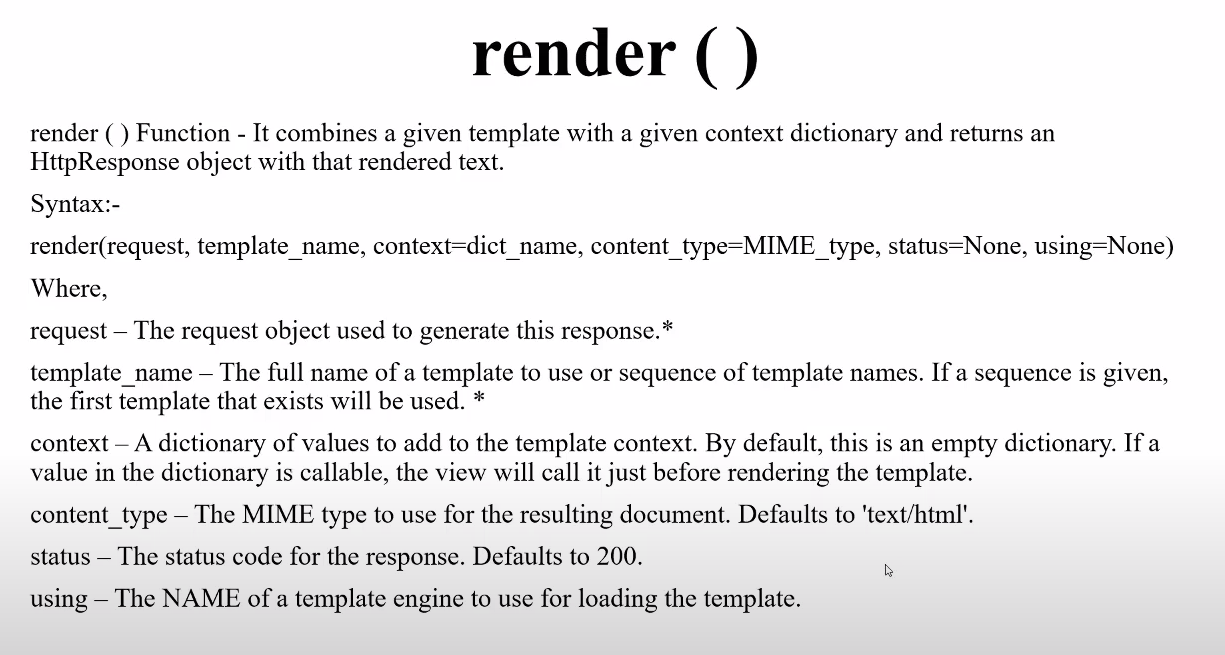 render ( )
render ( ) Function - It combines a given template with a given context dictionary and returns an
HttpResponse object with that rendered text.
Syntax:-
render(request, template_name, context=dict_name, content_type=MIME_type, status=None, using=None)
Where,
request – The request object used to generate this response.*
template_name – The full name of a template to use or sequence of template names. If a sequence is given,
the first template that exists will be used. *
context – A dictionary of values to add to the template context. By default, this is an empty dictionary. If a
value in the dictionary is callable, the view will call it just before rendering the template.
content_type – The MIME type to use for the resulting document. Defaults to 'text/html'.
status – The status code for the response. Defaults to 200.
using – The NAME of a template engine to use for loading the template.